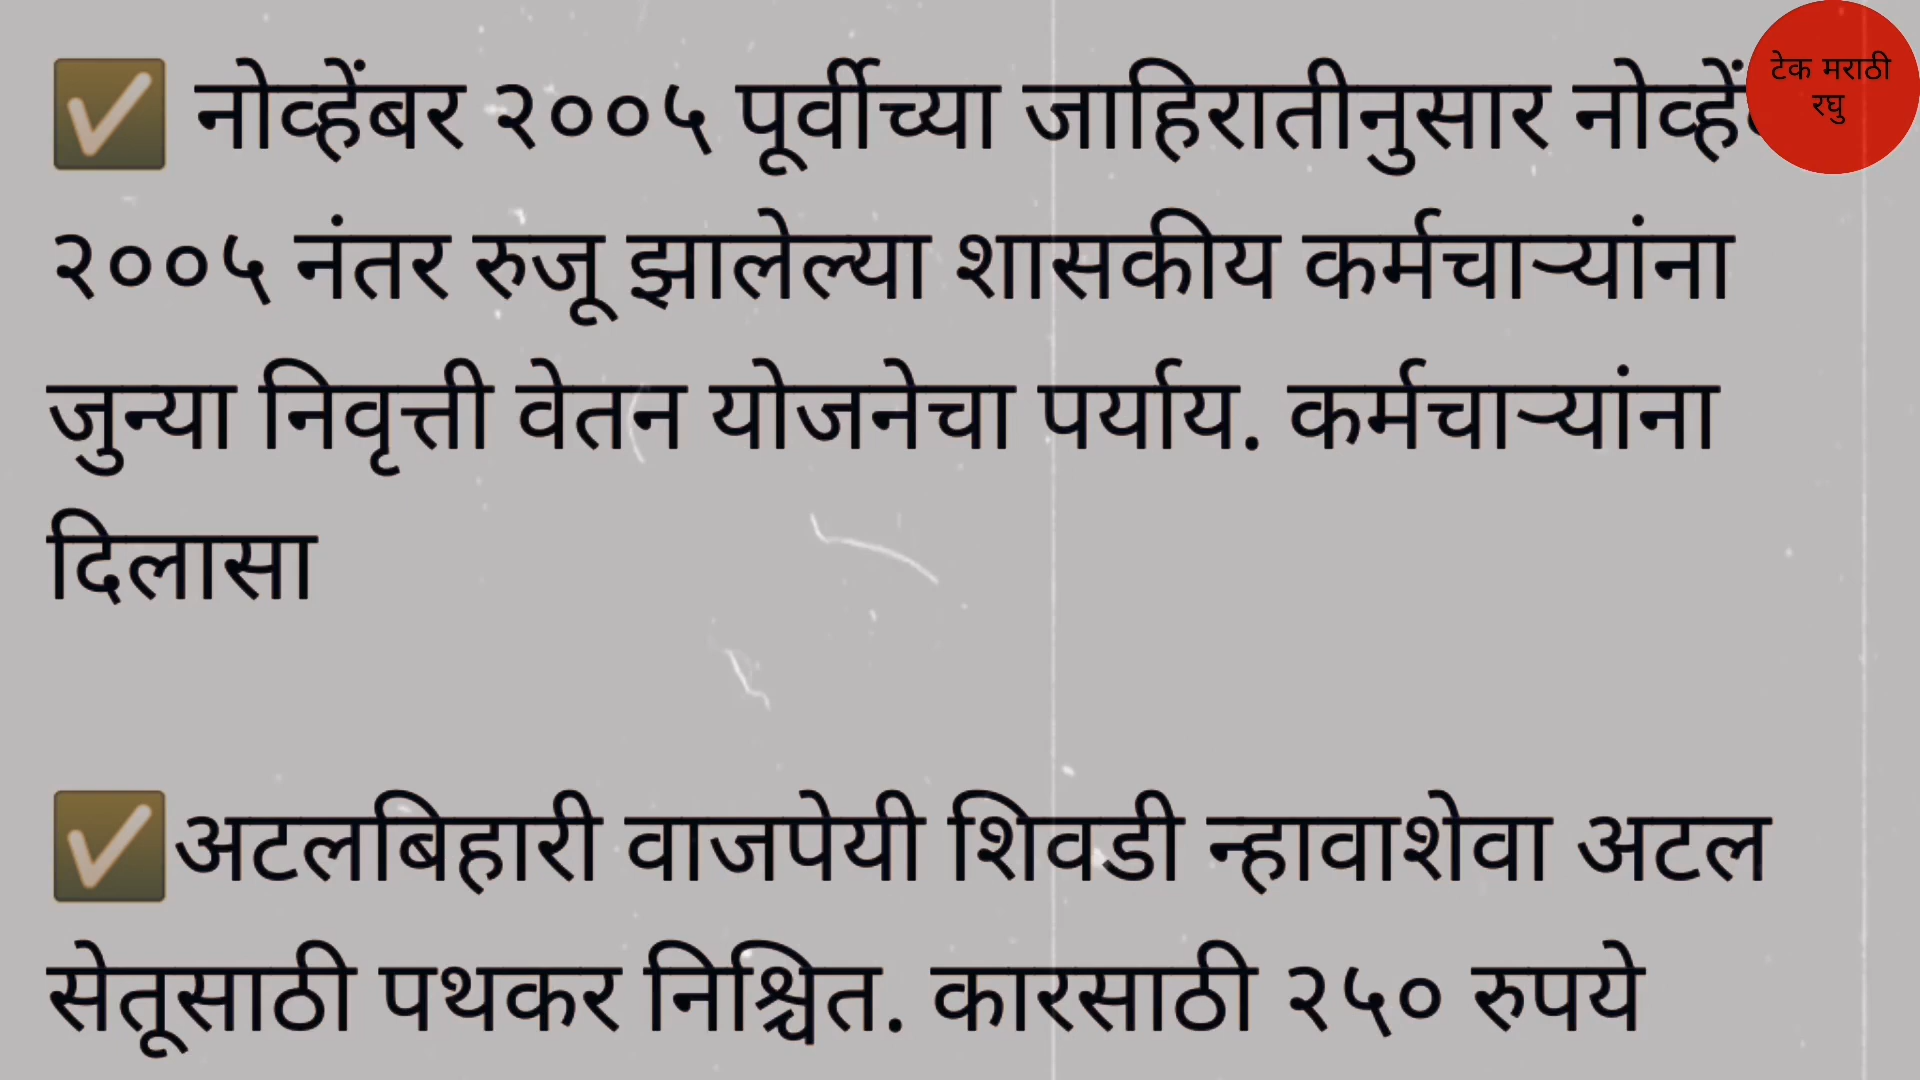 ✅ नोव्हेंबर २००५ पूर्वीच्या जाहिरातीनुसार
२००५ नंतर रुजू झालेल्या शासकीय कर्मचाऱ्यांना
जुन्या निवृत्ती वेतन योजनेचा पर्याय. कर्मचाऱ्यांना
दिलासा
✅अटलबिहारी वाजपेयी शिवडी न्हावाशेवा अटल
सेतूसाठी पथकर निश्चित. कारसाठी २५० रुपये
टेक मराठी
रघु